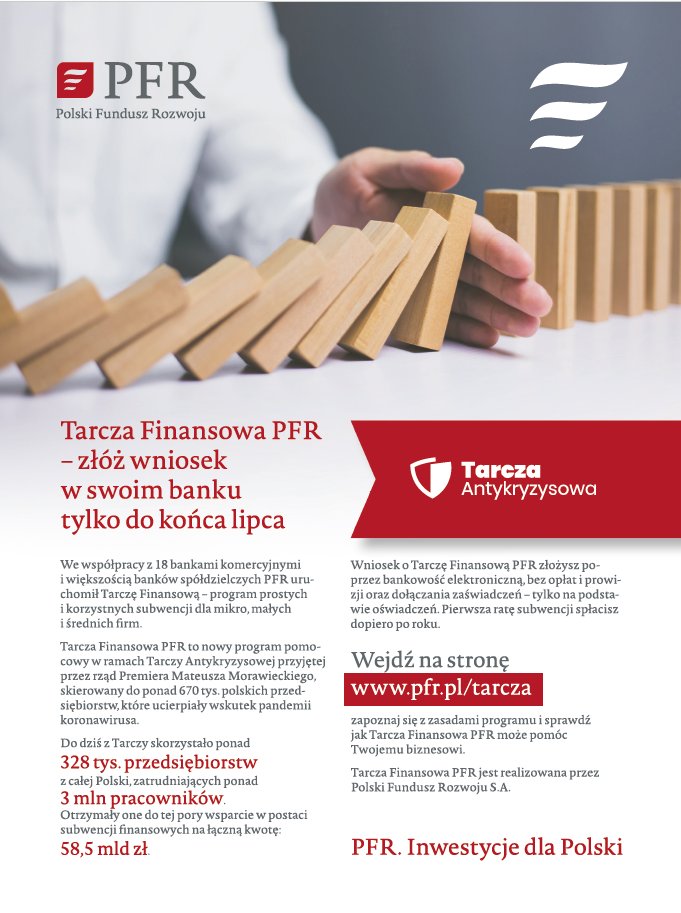 PFR
Polski Fundusz Rozwoju
Tarcza Finansowa PFR
– złóż wniosek
w swoim banku
tylko do końca lipca
Tarcza
Antykryzysowa
We współpracy z 18 bankami komercyjnymi
i większością banków spółdzielczych PFR uru-
chomił Tarczę Finansową – program prostych
i korzystnych subwencji dla mikro, małych
i średnich firm.
Tarcza Finansowa PFR to nowy program pomo-
cowy w ramach Tarczy Antykryzysowej przyjętej
przez rząd Premiera Mateusza Morawieckiego,
skierowany do ponad 670 tys. polskich przed-
siębiorstw, które ucierpiały wskutek pandemii
koronawirusa.
Do dziś z Tarczy skorzystało ponad
328 tys. przedsiębiorstw
z całej Polski, zatrudniających ponad
3 mln pracowników.
Otrzymały one do tej pory wsparcie w postaci
subwencji finansowych na łączną kwotę:
58,5 mld zł.
Wniosek o Tarczę Finansową PFR złożysz po-
przez bankowość elektroniczną, bez opłat i prowi-
zji oraz dołączania zaświadczeń – tylko na podsta-
wie oświadczeń. Pierwsza ratę subwencji spłacisz
dopiero po roku.
Wejdź na stronę
www.pfr.pl/tarcza
zapoznaj się z zasadami programu i sprawdź
jak Tarcza Finansowa PFR może pomóc
Twojemu biznesowi.
Tarcza Finansowa PFR jest realizowana przez
Polski Fundusz Rozwoju S.A.
PFR. Inwestycje dla Polski